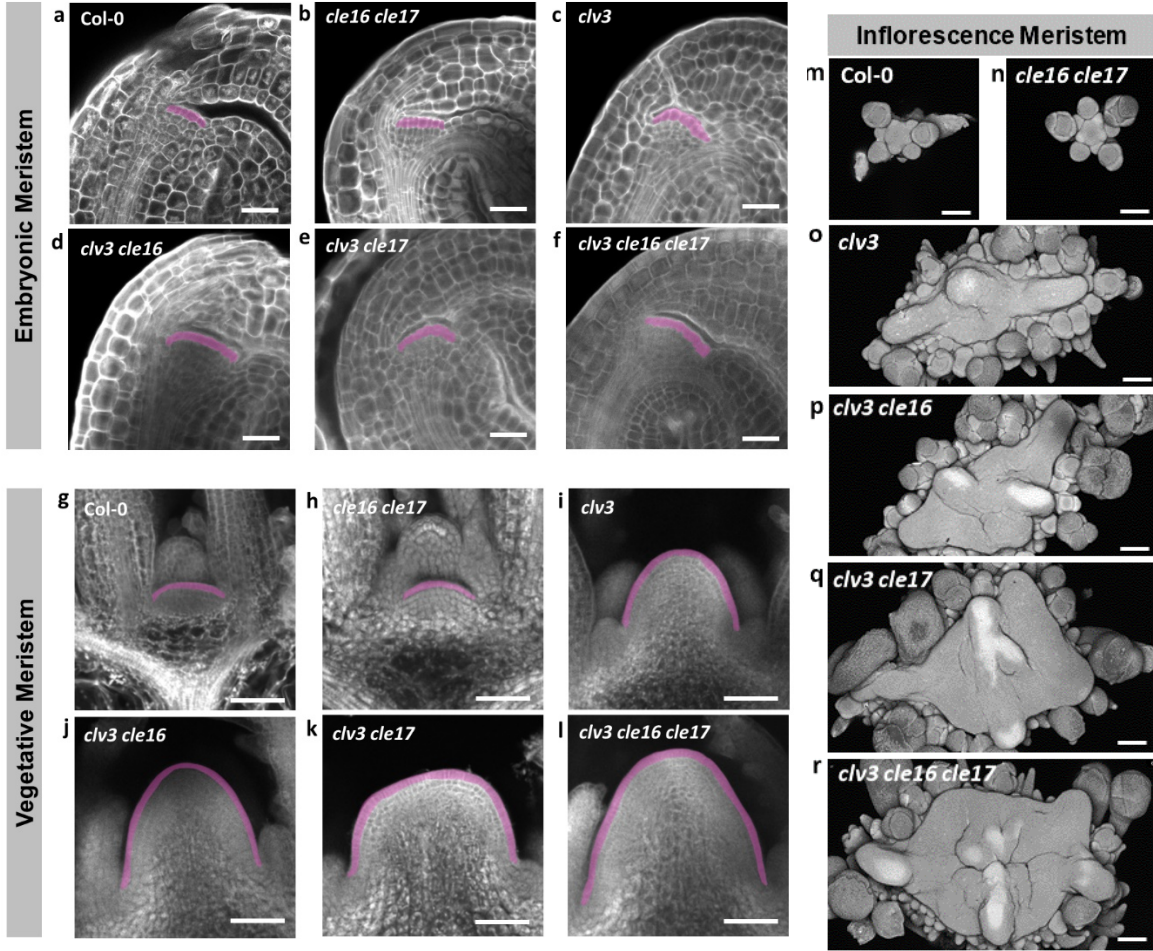 Embryonic Meristem
a Col-0
b cle16 cle17
c clv3
d clv3 cle16
e clv3 cle17
f clv3 cle16 cle17
Vegetative Meristem
g Col-0
h cle16 cle17
i clv3
j clv3 cle16
k clv3 cle17
l clv3 cle16 cle17
Inflorescence Meristem
m Col-0
n cle16 cle17
o clv3
p clv3 cle16
q clv3 cle17
r clv3 cle16 cle17